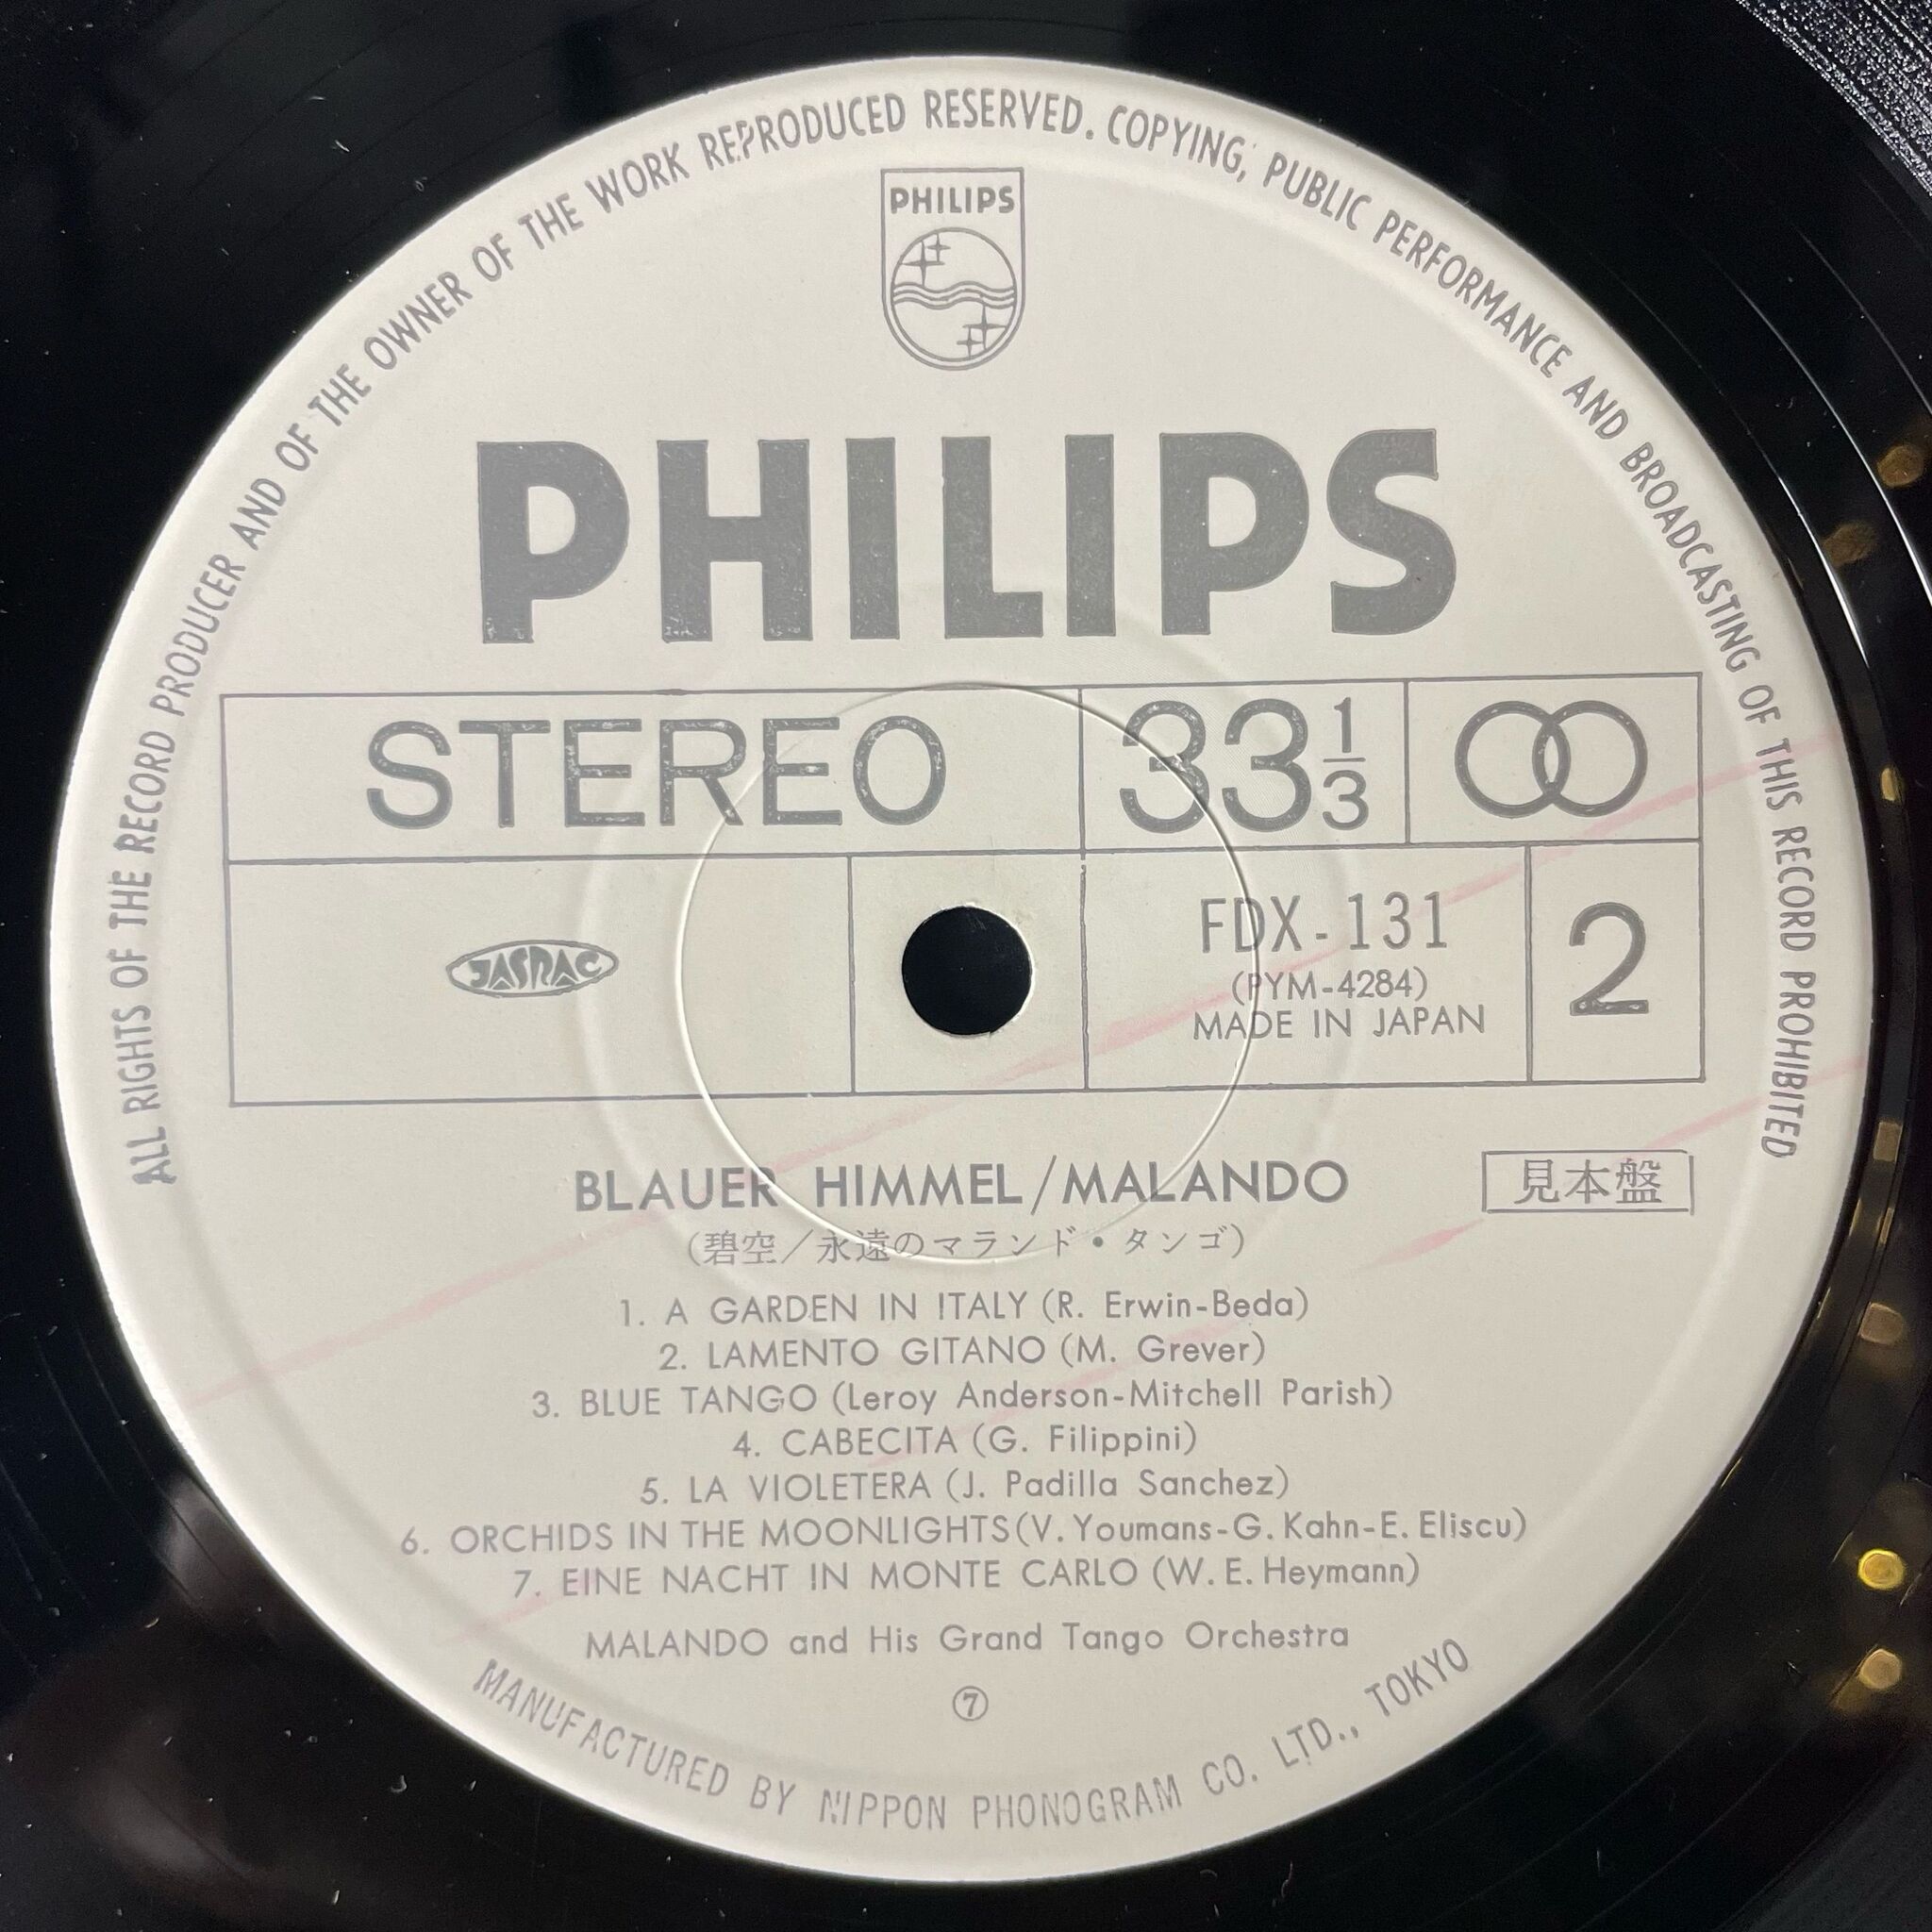 ALL RIGHTS OF THE RECORD PRODUCER AND OF THE OWNER OF THE WORK REPRODUCED RESERVED. COPYING, PUBLIC PERFORMANCE AND BROADCASTING OF THIS RECORD PROHIBITED
PHILIPS
PHILIPS
STEREO 33 1/3
JASRAC
FDX-131
(PYM-4284)
MADE IN JAPAN
2
BLAUER HIMMEL/MALANDO
見本盤
(碧空/永遠のマランド・タンゴ)
1. A GARDEN IN ITALY (R. Erwin-Beda)
2. LAMENTO GITANO (M. Grever)
3. BLUE TANGO (Leroy Anderson-Mitchell Parish)
4. CABECITA (G. Filippini)
5. LA VIOLETERA (J. Padilla Sanchez)
6. ORCHIDS IN THE MOONLIGHTS (V. Youmans-G. Kahn-E. Eliscu)
7. EINE NACHT IN MONTE CARLO (W. E. Heymann)
MALANDO and His Grand Tango Orchestra
⑦
MANUFACTURED BY NIPPON PHONOGRAM CO. LTD., TOKYO